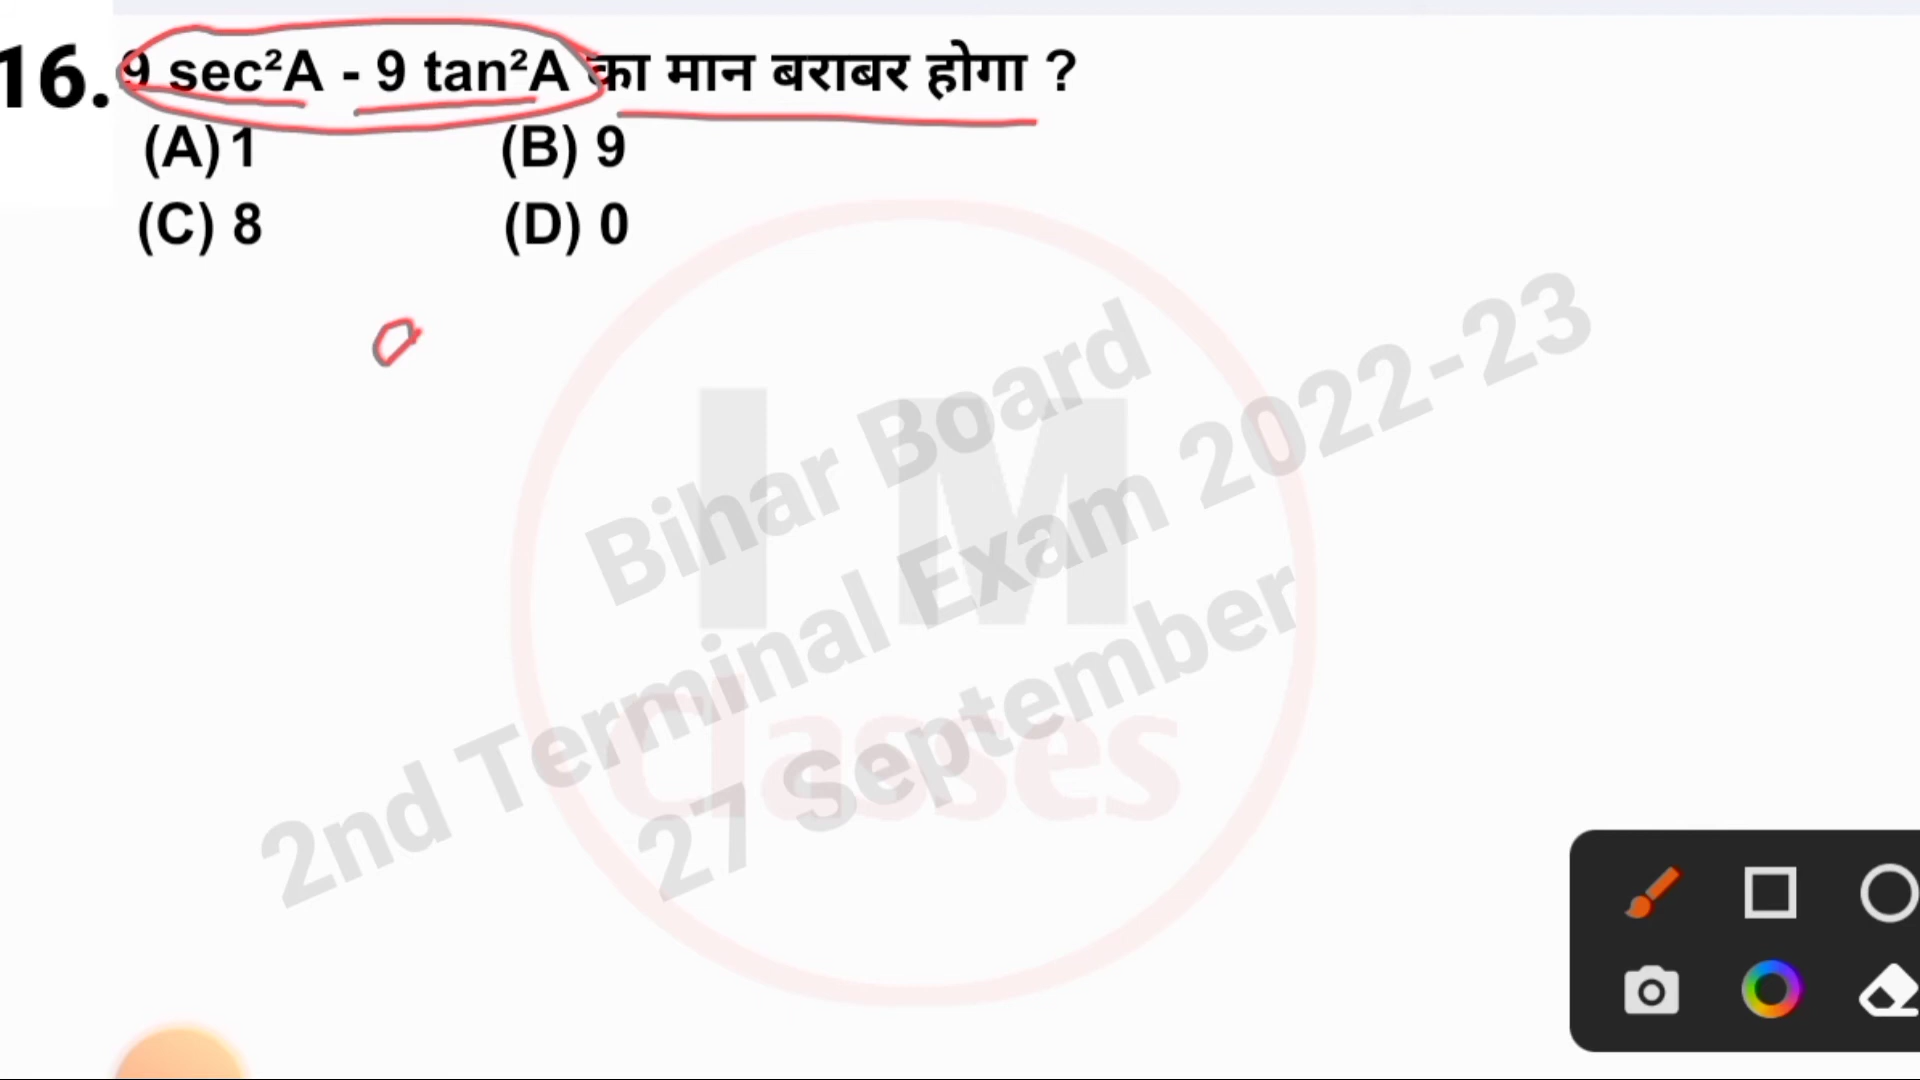 16. 9 sec²A - 9 tan²A का मान बराबर होगा ?
(A) 1 (B) 9
(C) 8 (D) 0
I M
Classes
Bihar Board
2nd Terminal Exam 2022-23
27 September